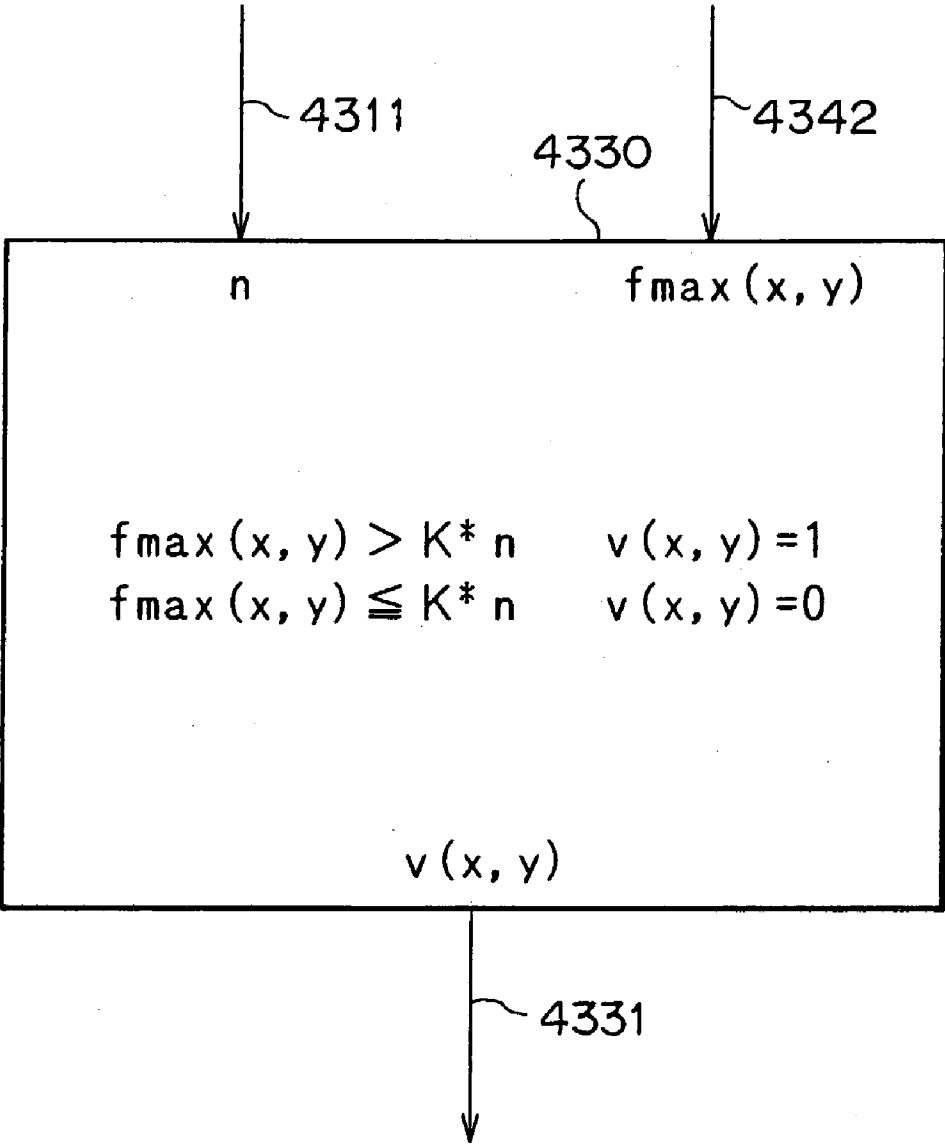 4311
4342
4330
n
fmax(x, y)
fmax(x, y) > K* n v(x, y)=1
fmax(x, y) ≦ K* n v(x, y)=0
v(x, y)
4331